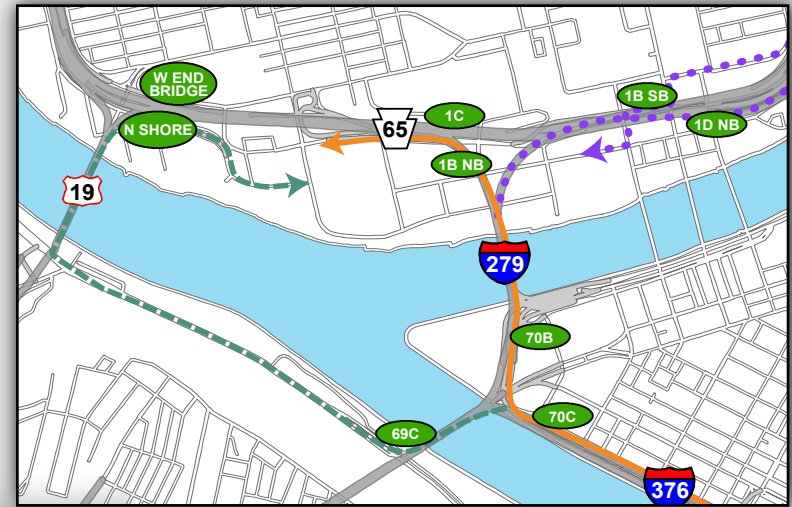 W END
BRIDGE
1B SB
1C
1D NB
65
N SHORE
1B NB
19
279
70B
70C
69C
376